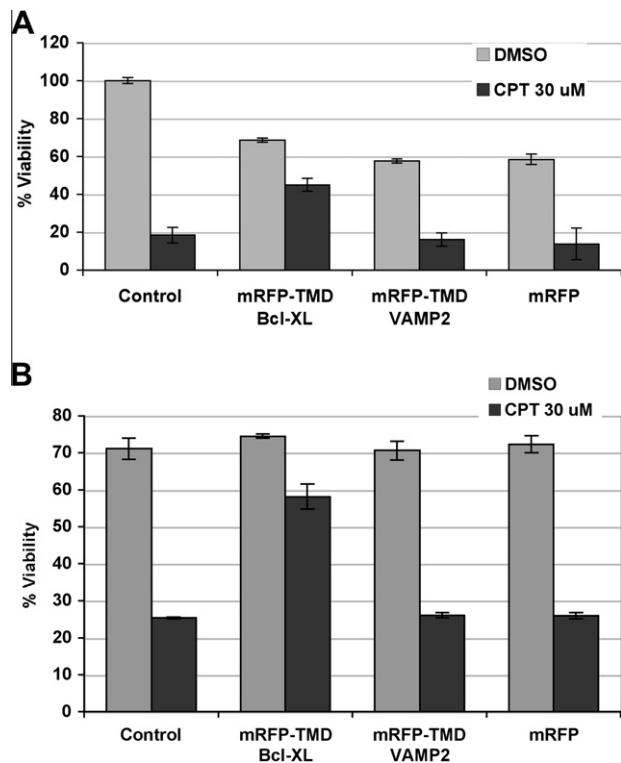 A
120
100
80
60
40
20
0
% Viability
DMSO
CPT 30 uM
Control
mRFP-TMD
Bcl-XL
mRFP-TMD
VAMP2
mRFP
B
80
70
60
50
40
30
20
10
0
% Viability
DMSO
CPT 30 uM
Control
mRFP-TMD
Bcl-XL
mRFP-TMD
VAMP2
mRFP